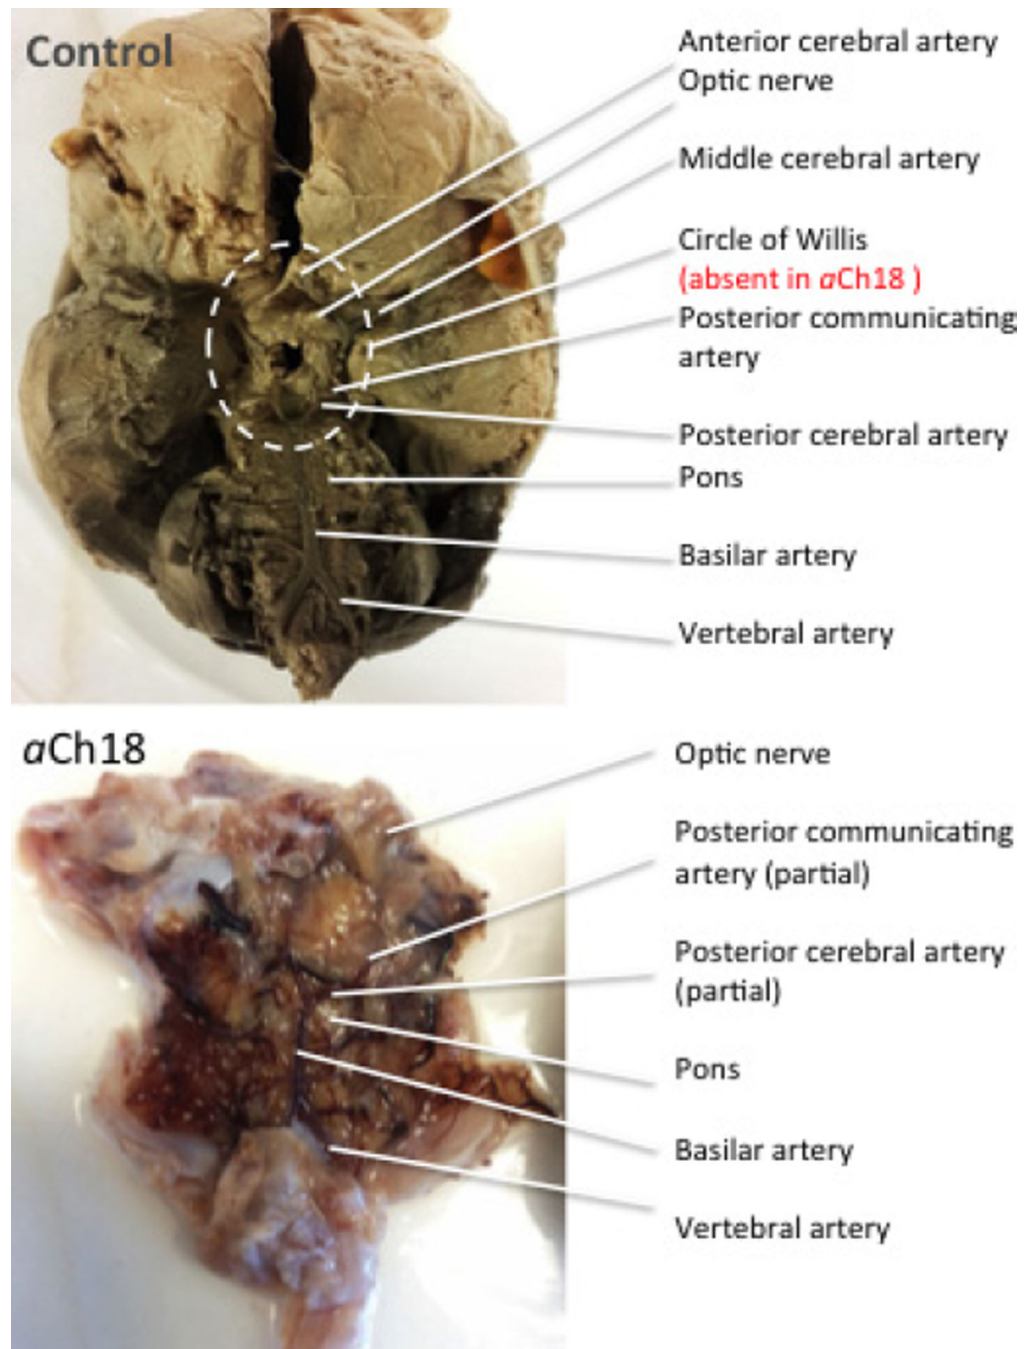 Control
Anterior cerebral artery
Optic nerve
Middle cerebral artery
Circle of Willis
(absent in aCh18 )
Posterior communicating
artery
Posterior cerebral artery
Pons
Basilar artery
Vertebral artery
aCh18
Optic nerve
Posterior communicating
artery (partial)
Posterior cerebral artery
(partial)
Pons
Basilar artery
Vertebral artery